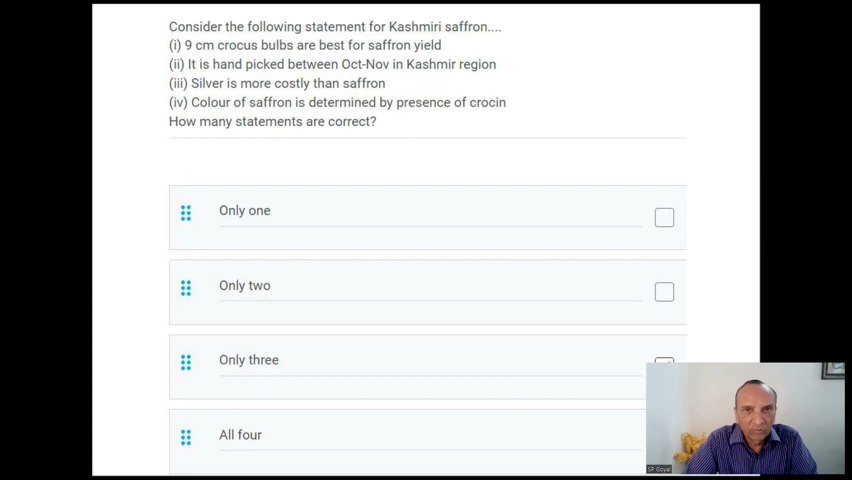 Consider the following statement for Kashmiri saffron....
(i) 9 cm crocus bulbs are best for saffron yield
(ii) It is hand picked between Oct-Nov in Kashmir region
(iii) Silver is more costly than saffron
(iv) Colour of saffron is determined by presence of crocin
How many statements are correct?
Only one
Only two
Only three
All four
SP Goyal